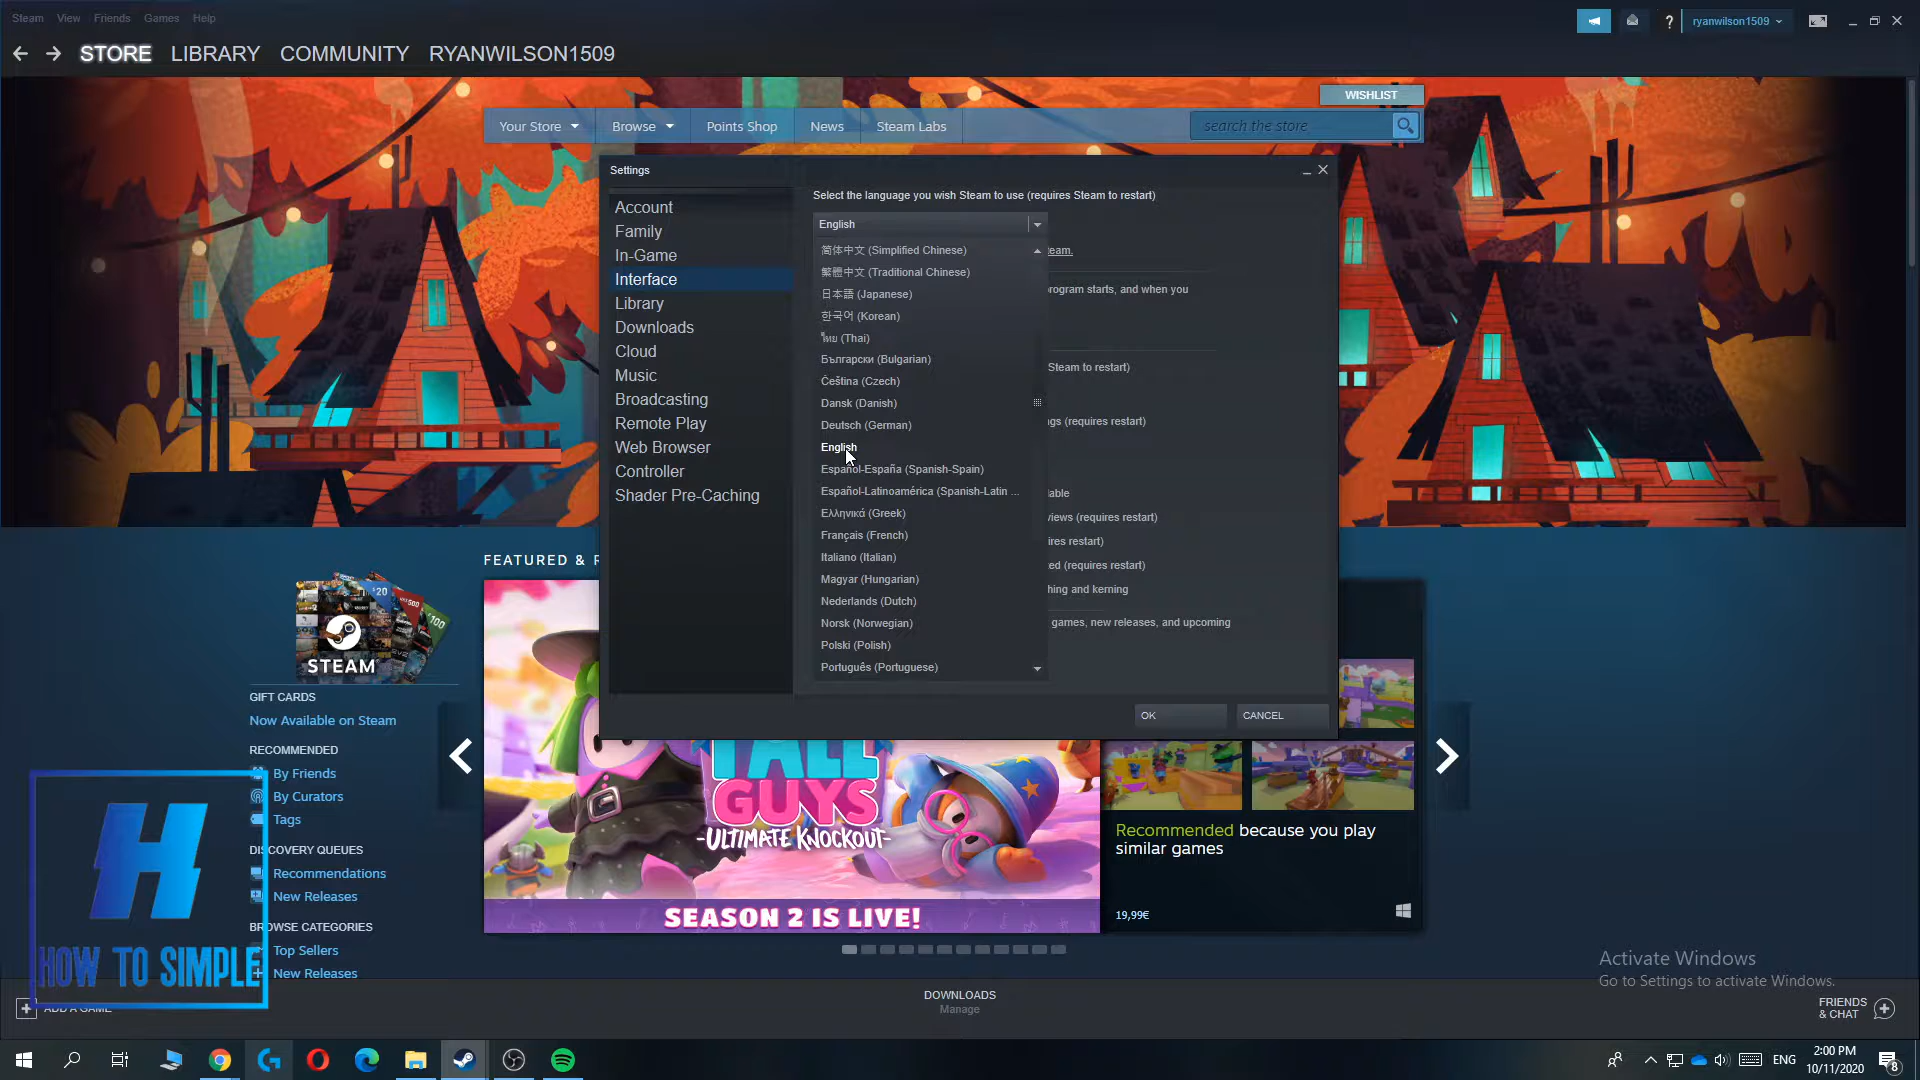 Steam View Friends Games Help
ryanwilson1509
STORE LIBRARY COMMUNITY RYANWILSON1509
WISHLIST
Your Store Browse Points Shop News Steam Labs
search the store
Settings
Account
Family
In-Game
Interface
Library
Downloads
Cloud
Music
Broadcasting
Remote Play
Web Browser
Controller
Shader Pre-Caching
Select the language you wish Steam to use (requires Steam to restart)
English
简体中文 (Simplified Chinese)
繁體中文 (Traditional Chinese)
日本語 (Japanese)
한국어 (Korean)
ไทย (Thai)
Български (Bulgarian)
Čeština (Czech)
Dansk (Danish)
Deutsch (German)
English
Español-España (Spanish-Spain)
Español-Latinoamérica (Spanish-Latin ...
Ελληνικά (Greek)
Français (French)
Italiano (Italian)
Magyar (Hungarian)
Nederlands (Dutch)
Norsk (Norwegian)
Polski (Polish)
Português (Portuguese)
eam.
rogram starts, and when you
Steam to restart)
ngs (requires restart)
lable
views (requires restart)
ires restart)
ted (requires restart)
hing and kerning
games, new releases, and upcoming
OK CANCEL
FEATURED & R
STEAM
$20
500
100
GIFT CARDS
Now Available on Steam
RECOMMENDED
By Friends
By Curators
Tags
DISCOVERY QUEUES
Recommendations
New Releases
BROWSE CATEGORIES
Top Sellers
New Releases
H
HOW TO SIMPLE
FALL
GUYS
-ULTIMATE KNOCKOUT-
SEASON 2 IS LIVE!
Recommended because you play
similar games
19,99€
Activate Windows
Go to Settings to activate Windows.
ADD A GAME
DOWNLOADS
Manage
FRIENDS
& CHAT
ENG
2:00 PM
10/11/2020
8